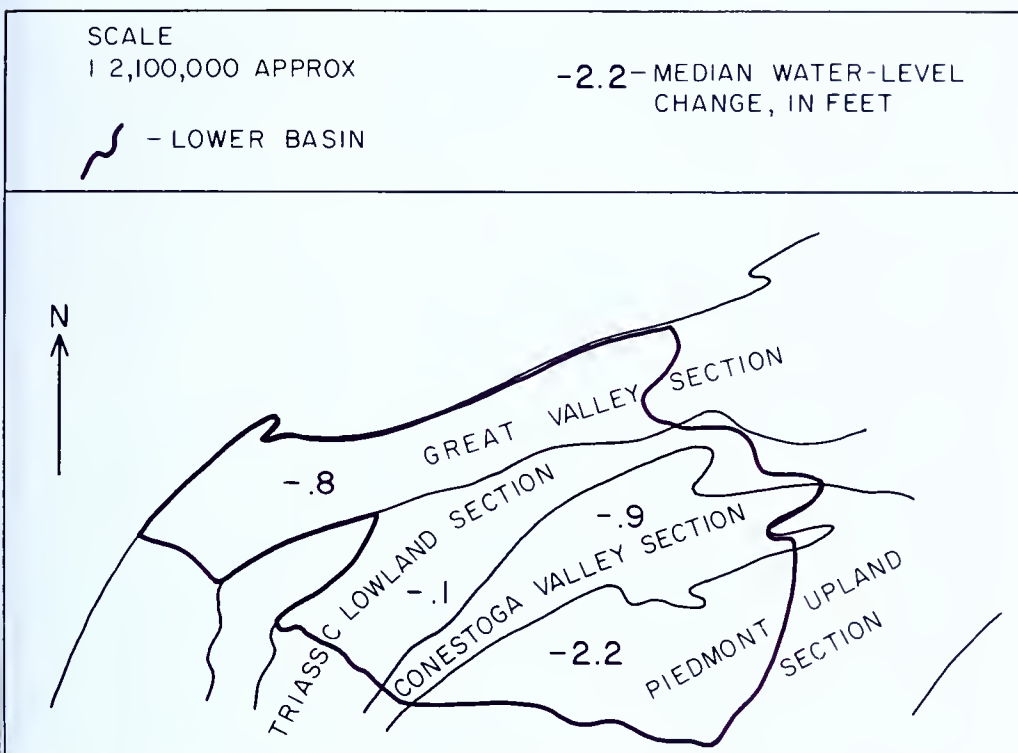 SCALE
1 2,100,000 APPROX
– LOWER BASIN
-2.2 – MEDIAN WATER-LEVEL
CHANGE, IN FEET
N
GREAT VALLEY SECTION
-.8
TRIASSIC LOWLAND SECTION
-.1
-.9
CONESTOGA VALLEY SECTION
-2.2
PIEDMONT UPLAND
SECTION